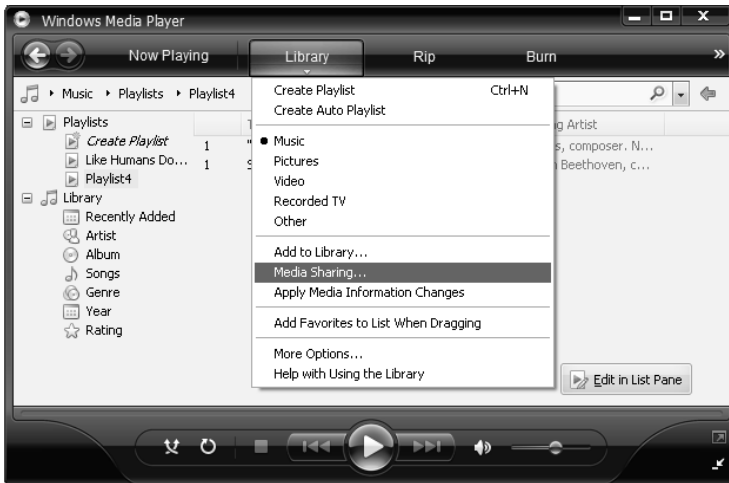 Windows Media Player
Now Playing Library Rip Burn »
Music Playlists Playlist4
Create Playlist Ctrl+N
Create Auto Playlist
Music
Pictures
Video
Recorded TV
Other
Add to Library...
Media Sharing...
Apply Media Information Changes
Add Favorites to List When Dragging
More Options...
Help with Using the Library
Playlists
Create Playlist
Like Humans Do...
Playlist4
Library
Recently Added
Artist
Album
Songs
Genre
Year
Rating
1
1
Artist
s, composer. N...
Beethoven, c...
Edit in List Pane